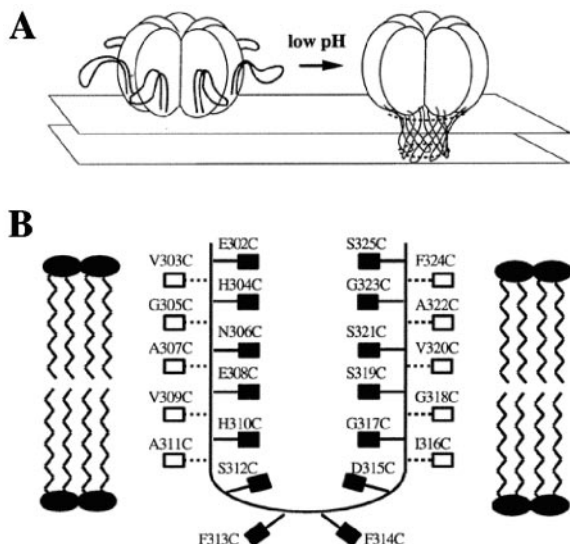 A
low pH
B
E302C
S325C
V303C
F324C
H304C
G323C
G305C
A322C
N306C
S321C
A307C
V320C
E308C
S319C
V309C
G318C
H310C
G317C
A311C
I316C
S312C
D315C
F313C
F314C